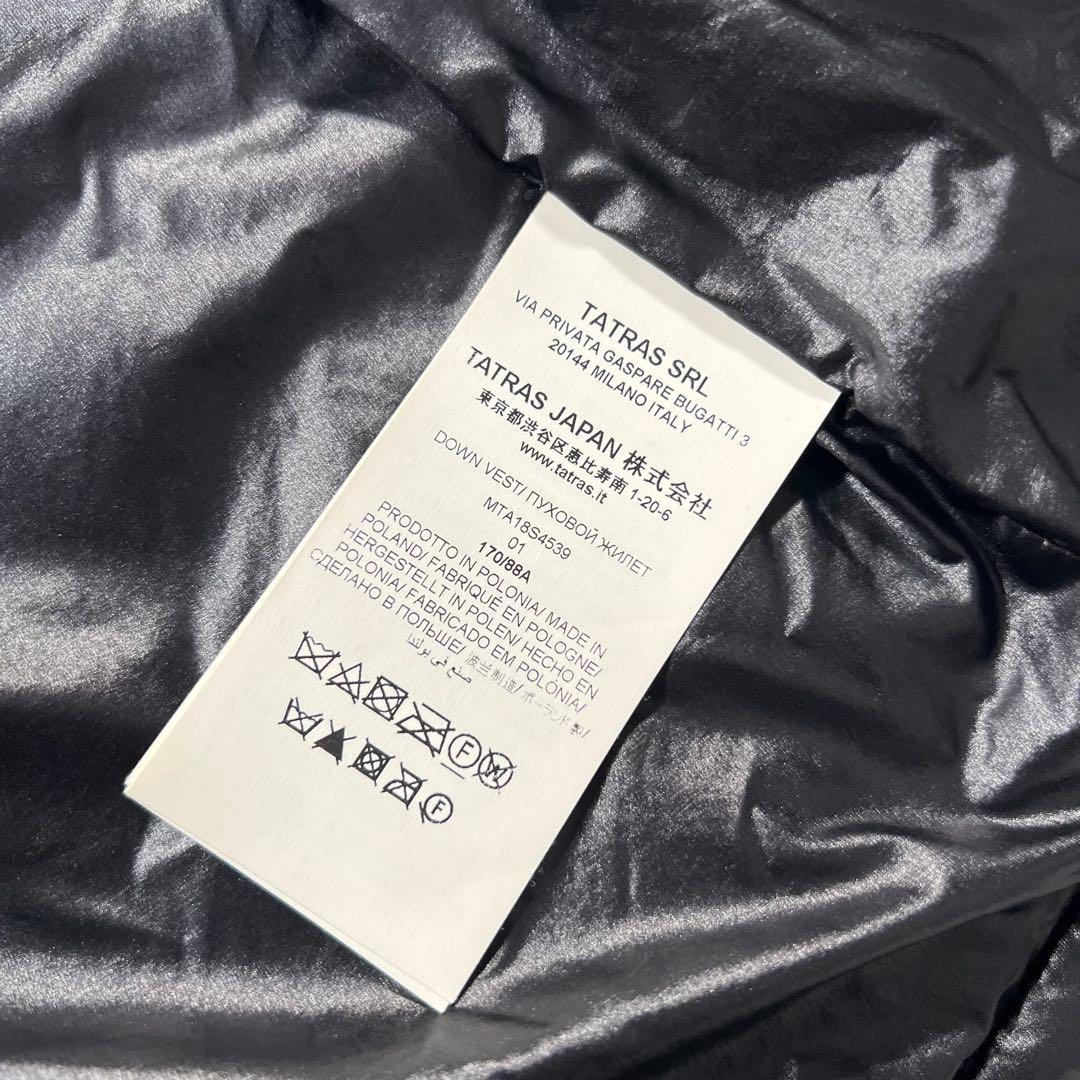 TATRAS SRL
VIA PRIVATA GASPARE BUGATTI 3
20144 MILANO ITALY
TATRAS JAPAN 株式会社
東京都渋谷区恵比寿南 1-20-6
www.tatras.it
DOWN VEST/ ПУХОВОЙ ЖИЛЕТ
MTA18S4539
01
170/88A
PRODOTTO IN POLONIA/ MADE IN
POLAND/ FABRIQUÉ EN POLOGNE/
HERGESTELLT IN POLEN/ HECHO EN
POLONIA/ FABRICADO EM POLÓNIA/
СДЕЛАНО В ПОЛЬШЕ/ 波兰制造/ ポーランド製/
صنع في بولندا
F W
F